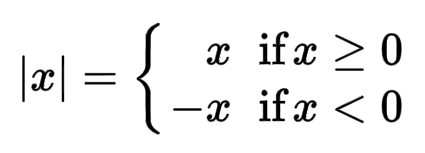 |x| = { x if x ≥ 0
-x if x < 0